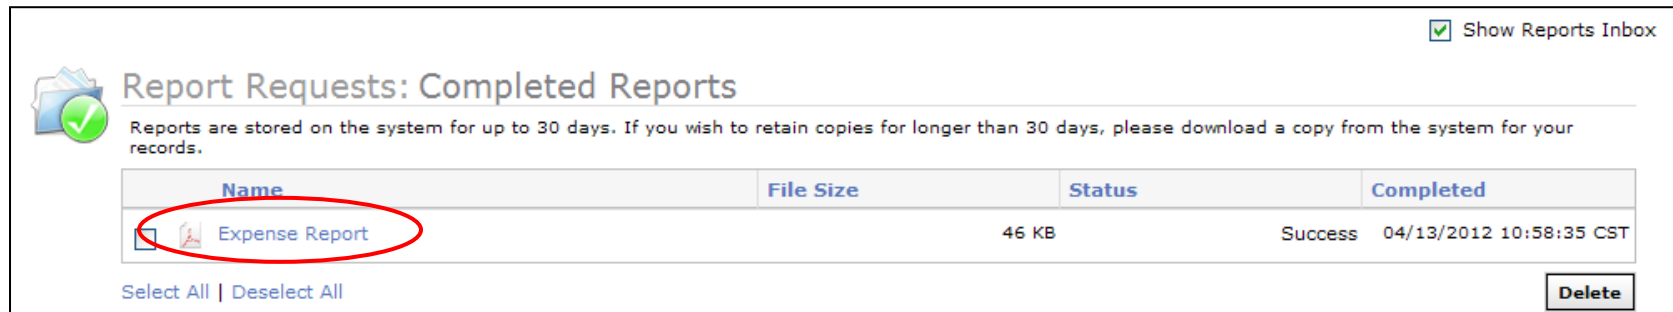 Show Reports Inbox
Report Requests: Completed Reports
Reports are stored on the system for up to 30 days. If you wish to retain copies for longer than 30 days, please download a copy from the system for your
records.
Name File Size Status Completed
Expense Report 46 KB Success 04/13/2012 10:58:35 CST
Select All | Deselect All Delete